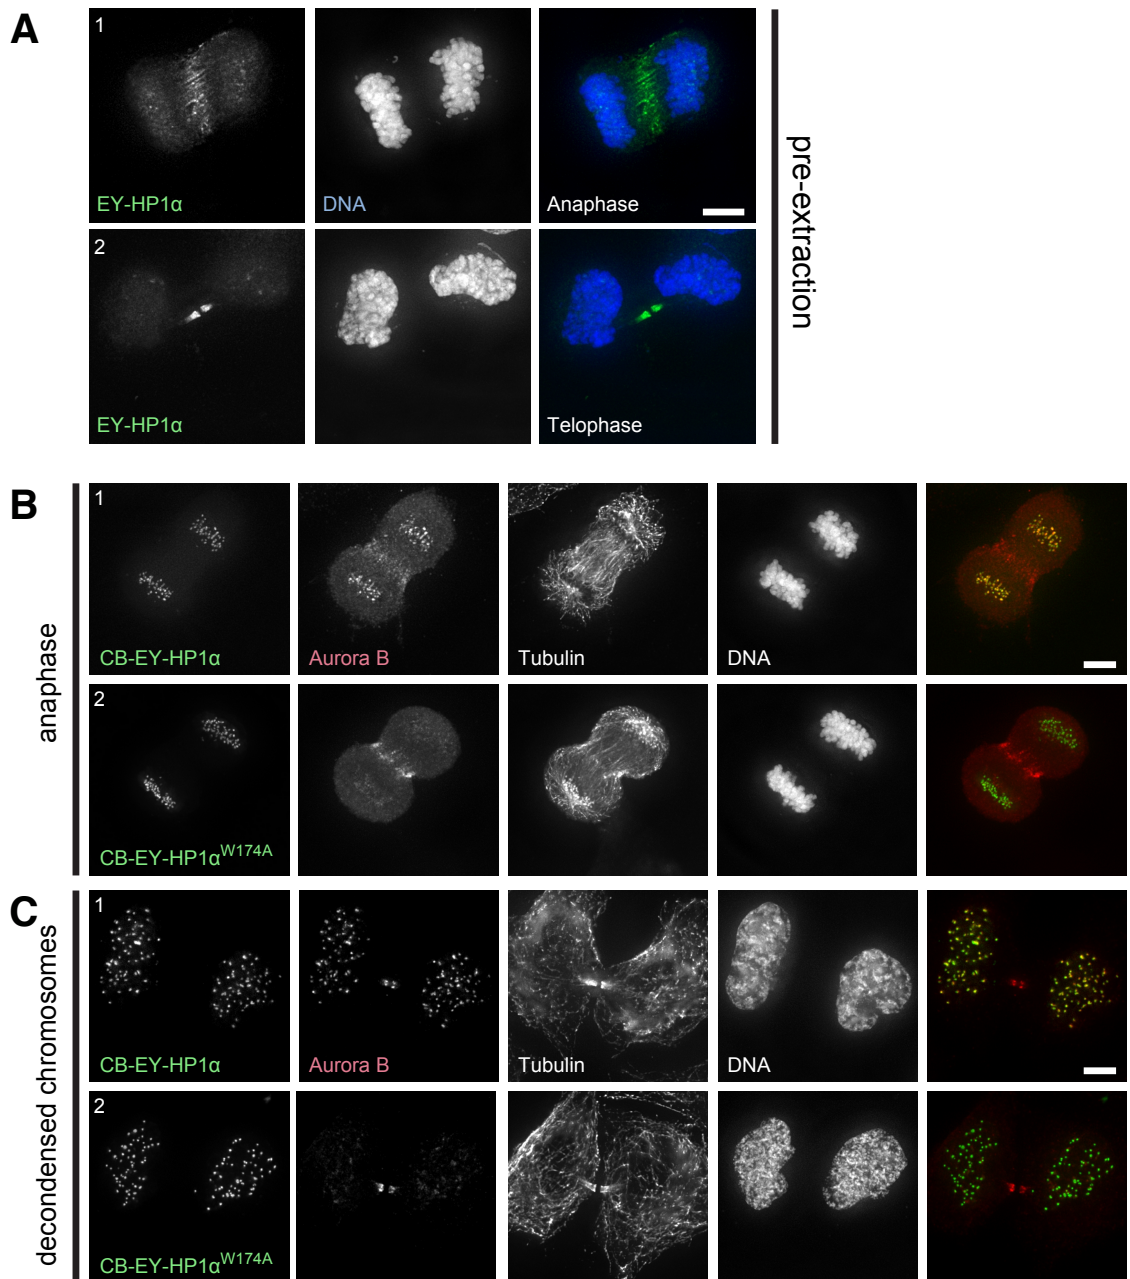 A
1
EY-HP1α
DNA
Anaphase
2
EY-HP1α
Telophase
pre-extraction
B
anaphase
1
CB-EY-HP1α
Aurora B
Tubulin
DNA
2
CB-EY-HP1αW174A
C
decondensed chromosomes
1
CB-EY-HP1α
Aurora B
Tubulin
DNA
2
CB-EY-HP1αW174A